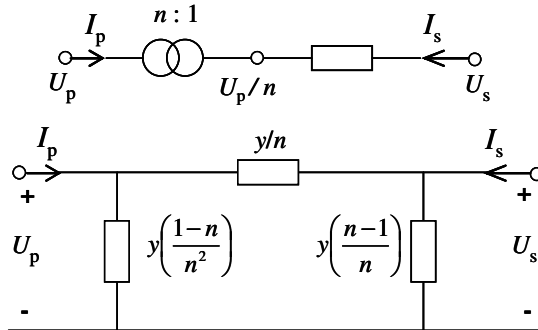 n : 1
I_p I_s
U_p U_p/n U_s
I_p y/n I_s
+ +
U_p y((1−n)/n²) y((n−1)/n) U_s
- -